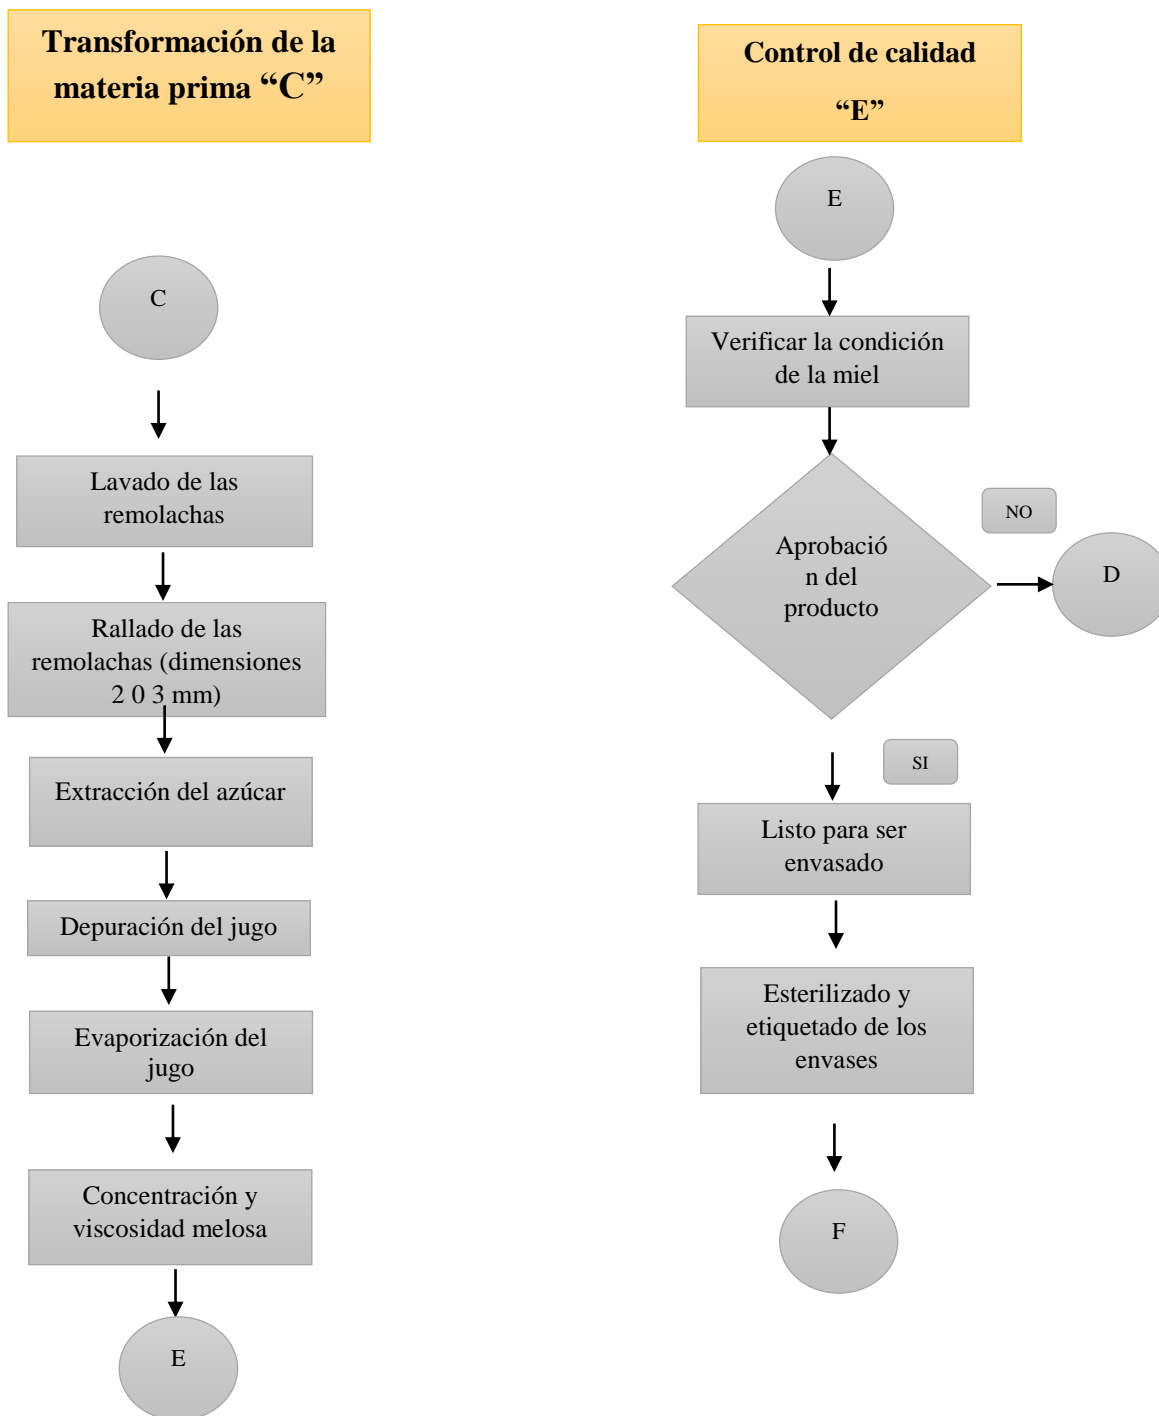 Transformación de la
materia prima “C”
C
Lavado de las
remolachas
Rallado de las
remolachas (dimensiones
2 0 3 mm)
Extracción del azúcar
Depuración del jugo
Evaporización del
jugo
Concentración y
viscosidad melosa
E
Control de calidad
“E”
E
Verificar la condición
de la miel
Aprobació
n del
producto
NO
D
SI
Listo para ser
envasado
Esterilizado y
etiquetado de los
envases
F